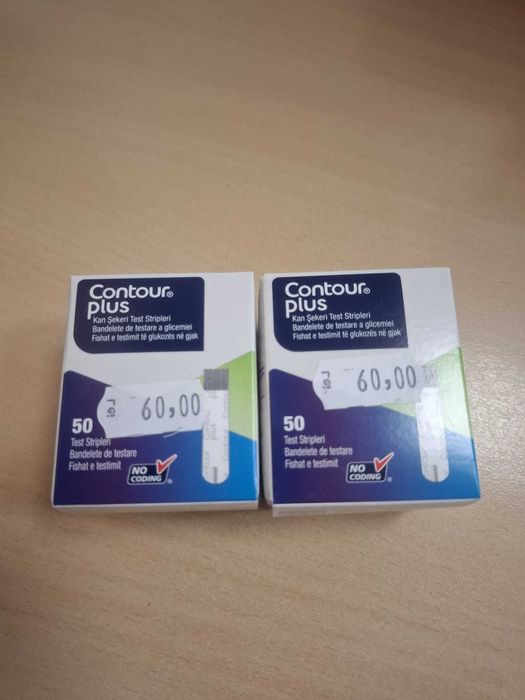 Contour®
plus
Kan Şekeri Test Stripleri
Bandelete de testare a glicemiei
Fishat e testimit të glukozës në gjak
Lei
60,00
50
Test Stripleri
Bandelete de testare
Fishat e testimit
NO
CODING
Contour
plus
Contour®
plus
Kan Şekeri Test Stripleri
Bandelete de testare a glicemiei
Fishat e testimit të glukozës në gjak
Lei
60,00
50
Test Stripleri
Bandelete de testare
Fishat e testimit
NO
CODING